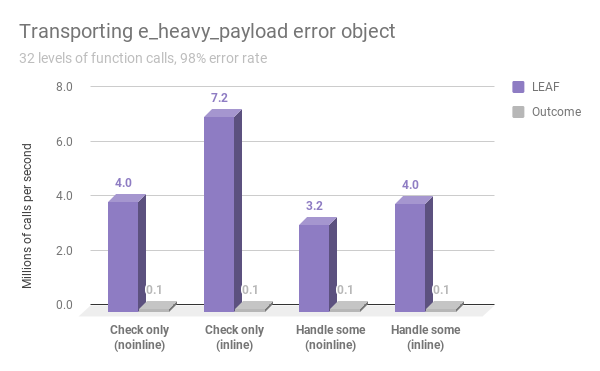 Transporting e_heavy_payload error object
32 levels of function calls, 98% error rate
8.0
6.0
4.0
2.0
0.0
Millions of calls per second
4.0
0.1
7.2
0.1
3.2
0.1
4.0
0.1
Check only
(noinline)
Check only
(inline)
Handle some
(noinline)
Handle some
(inline)
LEAF
Outcome